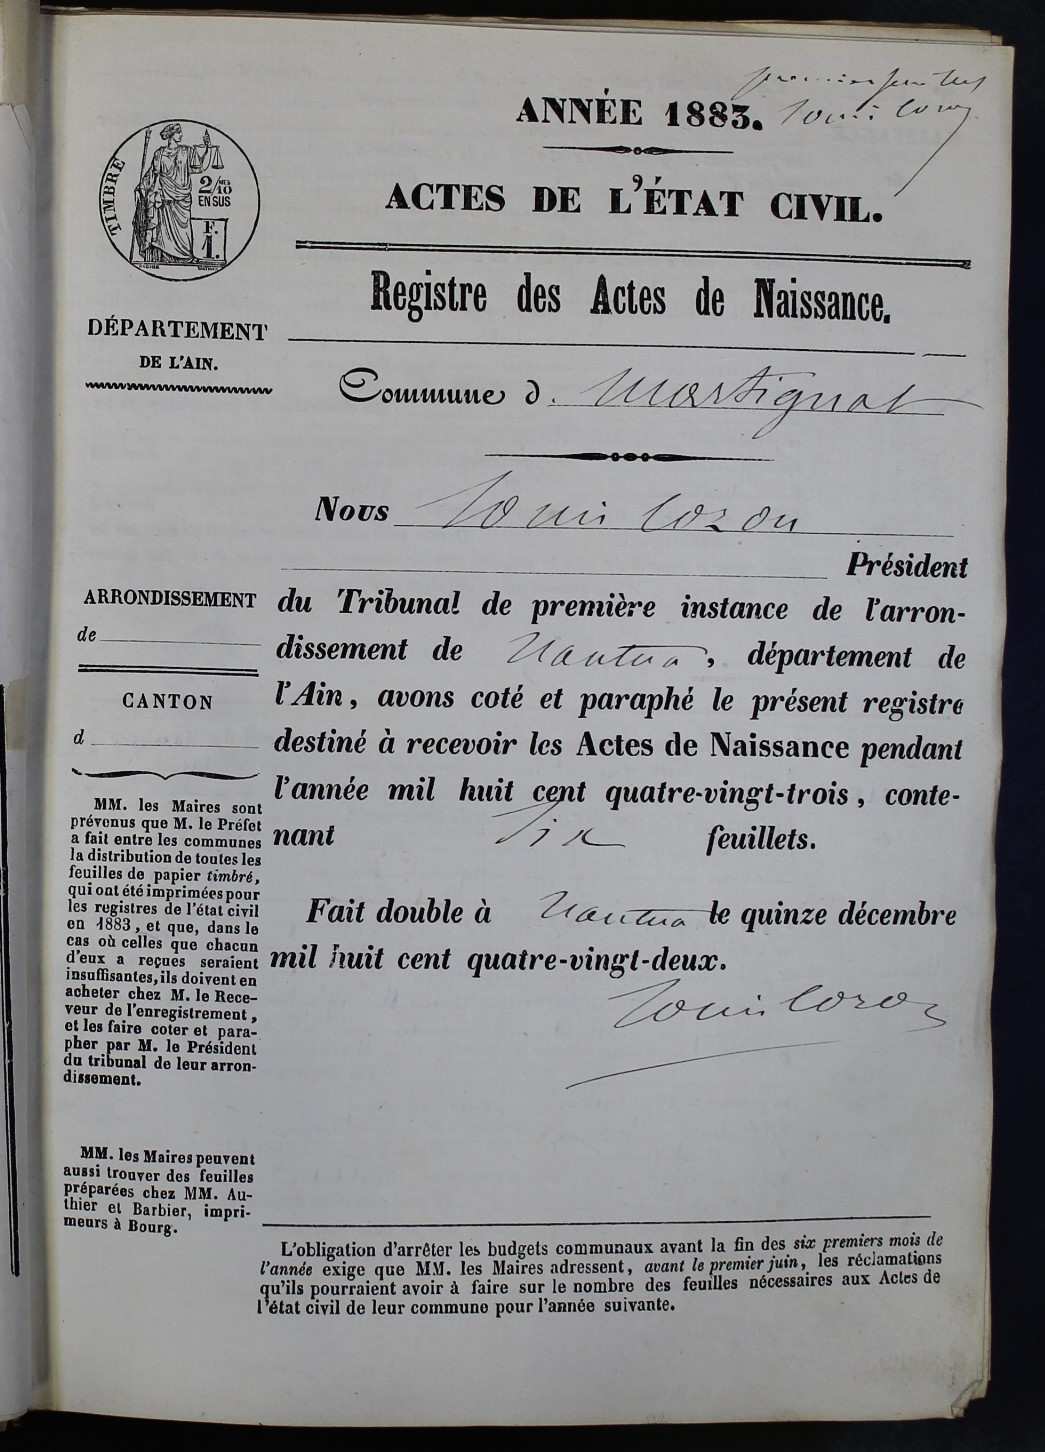 premier feuillet
ANNÉE 1883.
Louis Coron
TIMBRE
2/10 MES
EN SUS
F.
1.
ACTES DE L'ÉTAT CIVIL.
Registre des Actes de Naissance.
DÉPARTEMENT
DE L'AIN.
Commune d. Martignat
Nous Louis Coron
Président
du Tribunal de première instance de l'arron-
dissement de Nantua, département de
l'Ain, avons coté et paraphé le présent registre
destiné à recevoir les Actes de Naissance pendant
l'année mil huit cent quatre-vingt-trois, conte-
nant Six feuillets.
Fait double à Nantua le quinze décembre
mil huit cent quatre-vingt-deux.
Louis Coron
ARRONDISSEMENT
de
CANTON
d
MM. les Maires sont
prévenus que M. le Préfet
a fait entre les communes
la distribution de toutes les
feuilles de papier timbré,
qui ont été imprimées pour
les registres de l'état civil
en 1883, et que, dans le
cas où celles que chacun
d'eux a reçues seraient
insuffisantes, ils doivent en
acheter chez M. le Rece-
veur de l'enregistrement,
et les faire coter et para-
pher par M. le Président
du tribunal de leur arron-
dissement.
MM. les Maires peuvent
aussi trouver des feuilles
préparées chez MM. Au-
thier et Barbier, impri-
meurs à Bourg.
L'obligation d'arrêter les budgets communaux avant la fin des six premiers mois de
l'année exige que MM. les Maires adressent, avant le premier juin, les réclamations
qu'ils pourraient avoir à faire sur le nombre des feuilles nécessaires aux Actes de
l'état civil de leur commune pour l'année suivante.